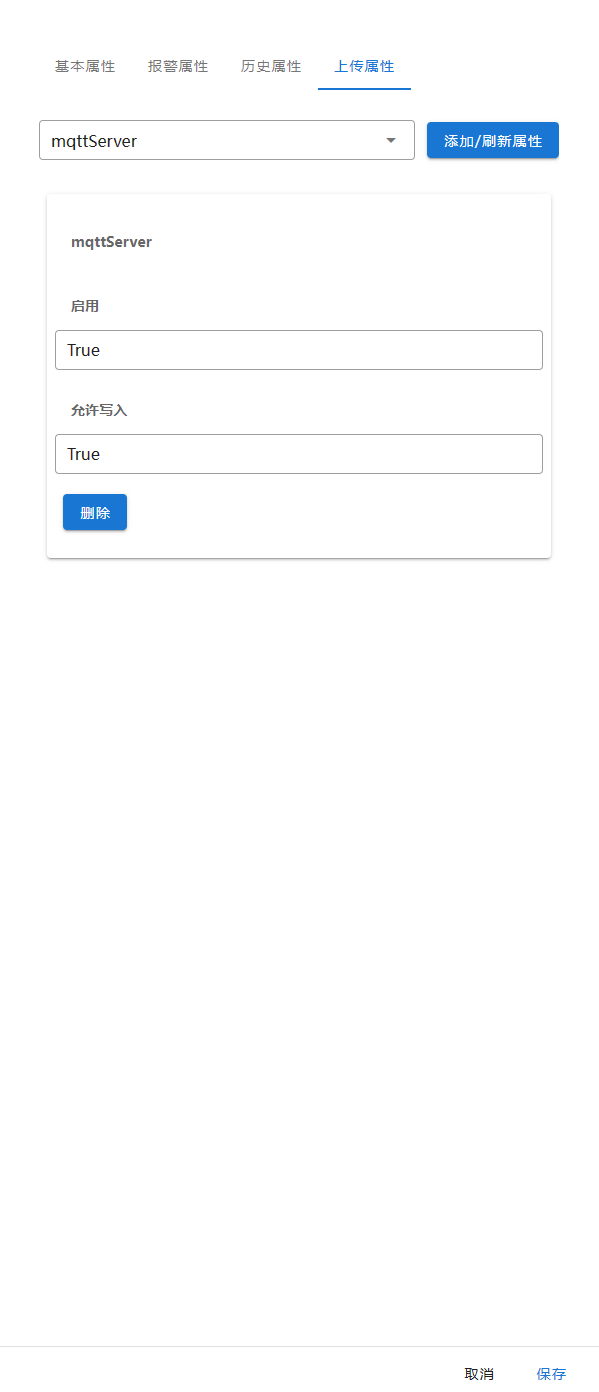 基本属性 报警属性 历史属性 上传属性
mqttServer 添加/刷新属性
mqttServer
启用
True
允许写入
True
删除
取消 保存